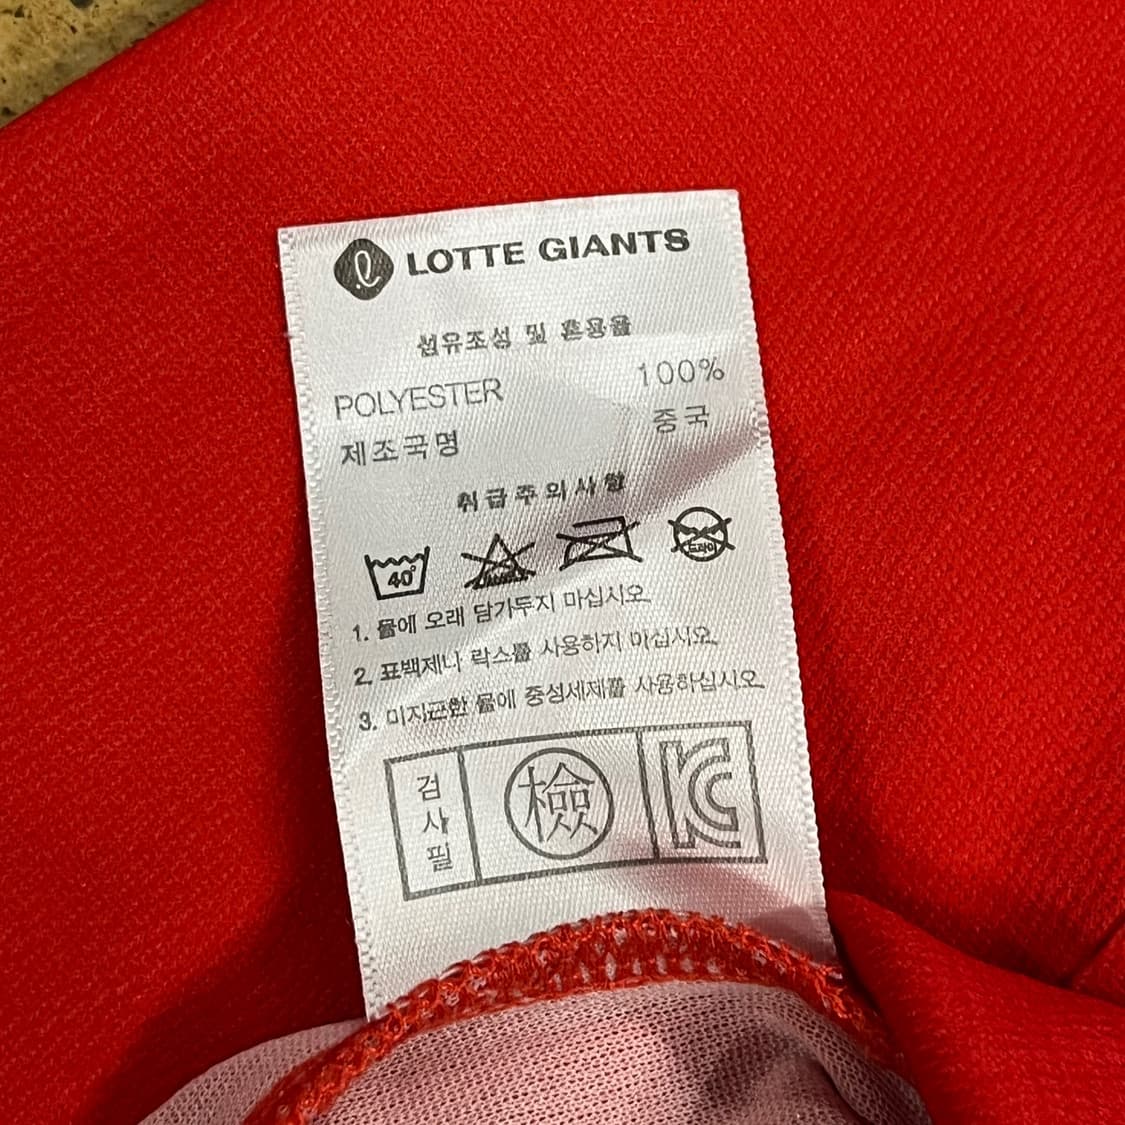 LOTTE GIANTS
섬유조성 및 혼용율
POLYESTER 100%
제조국명 중국
취급주의사항
40° 드라이
1. 물에 오래 담가두지 마십시오.
2. 표백제나 락스를 사용하지 마십시오.
3. 미지근한 물에 중성세제를 사용하십시오.
검사필 檢 KC